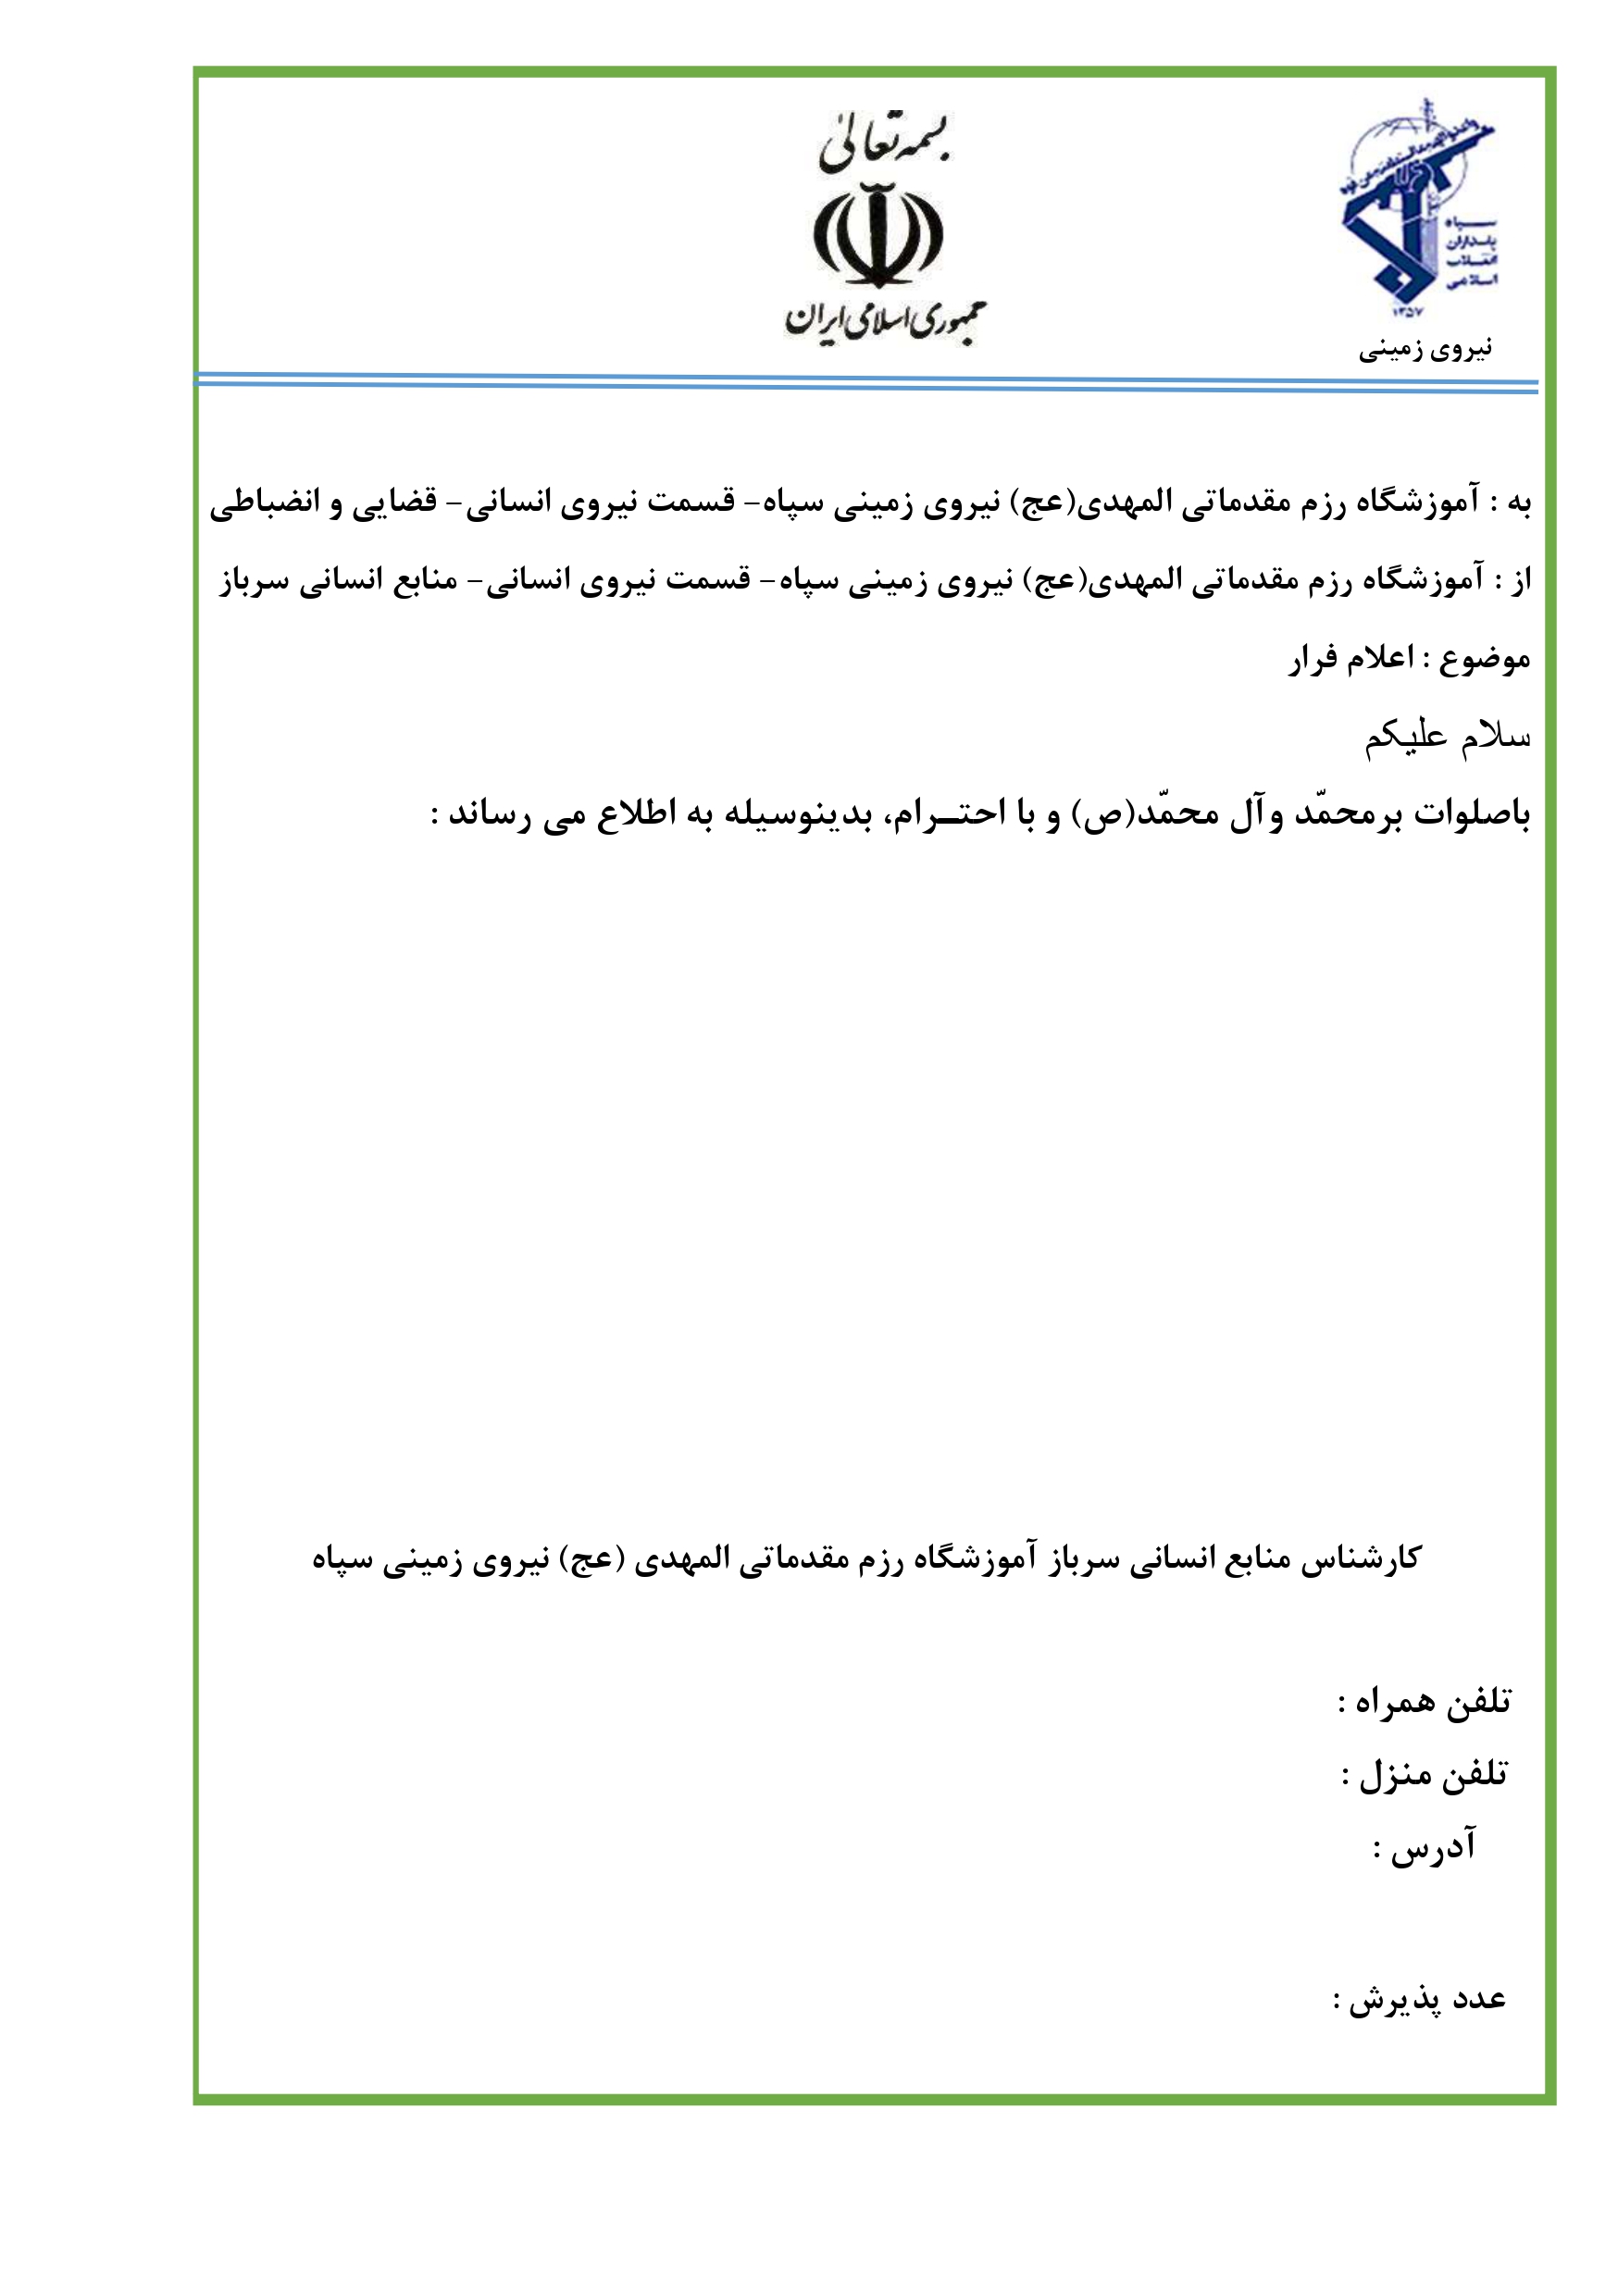 بسمه تعالی
جمهوری اسلامی ایران
سپاه
پاسداران
انقلاب
اسلامی
۱۳۵۷
نیروی زمینی
به : آموزشگاه رزم مقدماتی المهدی(عج) نیروی زمینی سپاه- قسمت نیروی انسانی- قضایی و انضباطی
از : آموزشگاه رزم مقدماتی المهدی(عج) نیروی زمینی سپاه- قسمت نیروی انسانی- منابع انسانی سرباز
موضوع : اعلام فرار
سلام علیکم
باصلوات برمحمّد وآل محمّد(ص) و با احتــرام، بدینوسیله به اطلاع می رساند :
کارشناس منابع انسانی سرباز آموزشگاه رزم مقدماتی المهدی (عج) نیروی زمینی سپاه
تلفن همراه :
تلفن منزل :
آدرس :
عدد پذیرش :